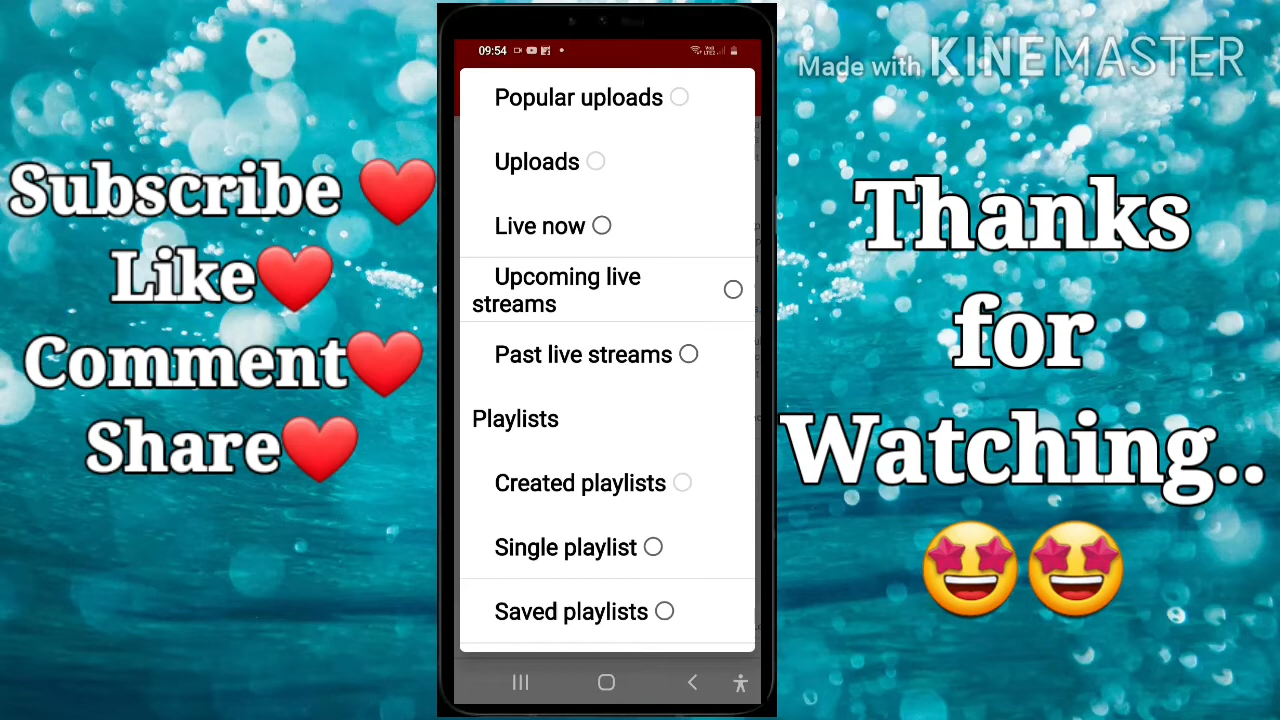 Subscribe ❤️
Like❤️
Comment❤️
Share❤️
09:54
Popular uploads
Uploads
Live now
Upcoming live
streams
Past live streams
Playlists
Created playlists
Single playlist
Saved playlists
Made with KINEMASTER
Thanks
for
Watching..
🤩🤩